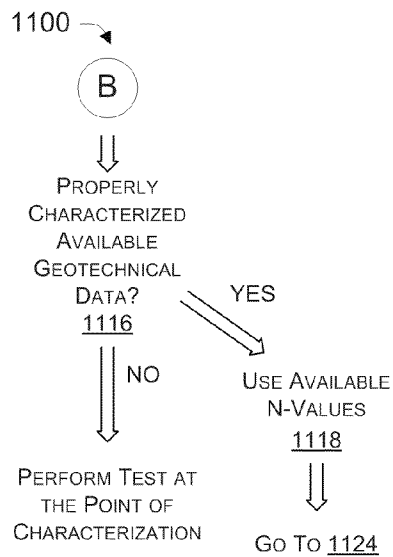 1100
B
PROPERLY
CHARACTERIZED
AVAILABLE
GEOTECHNICAL
DATA?
1116
YES
NO
USE AVAILABLE
N-VALUES
1118
PERFORM TEST AT
THE POINT OF
CHARACTERIZATION
GO TO 1124